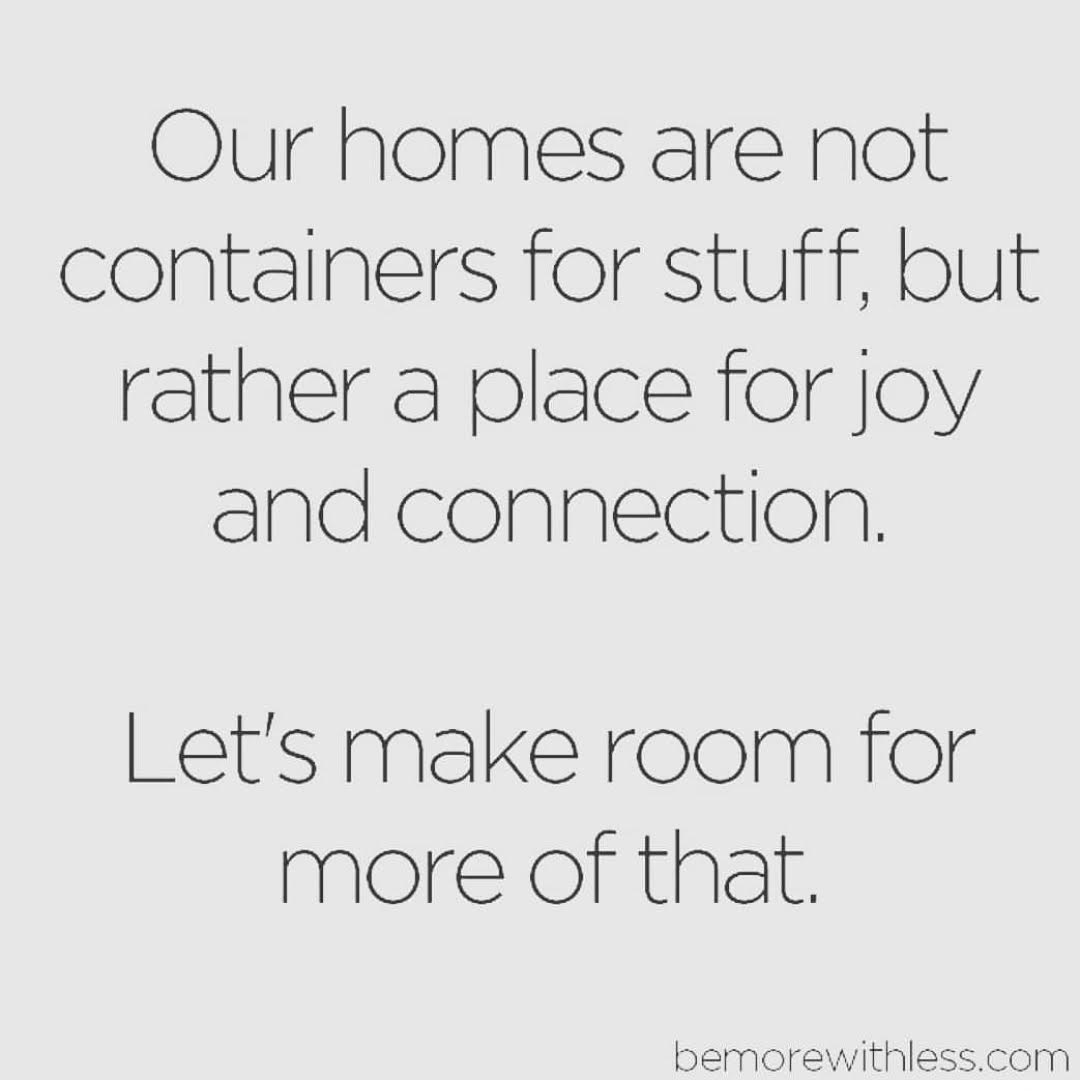 Our homes are not
containers for stuff, but
rather a place for joy
and connection.
Let's make room for
more of that.
bemorewithless.com